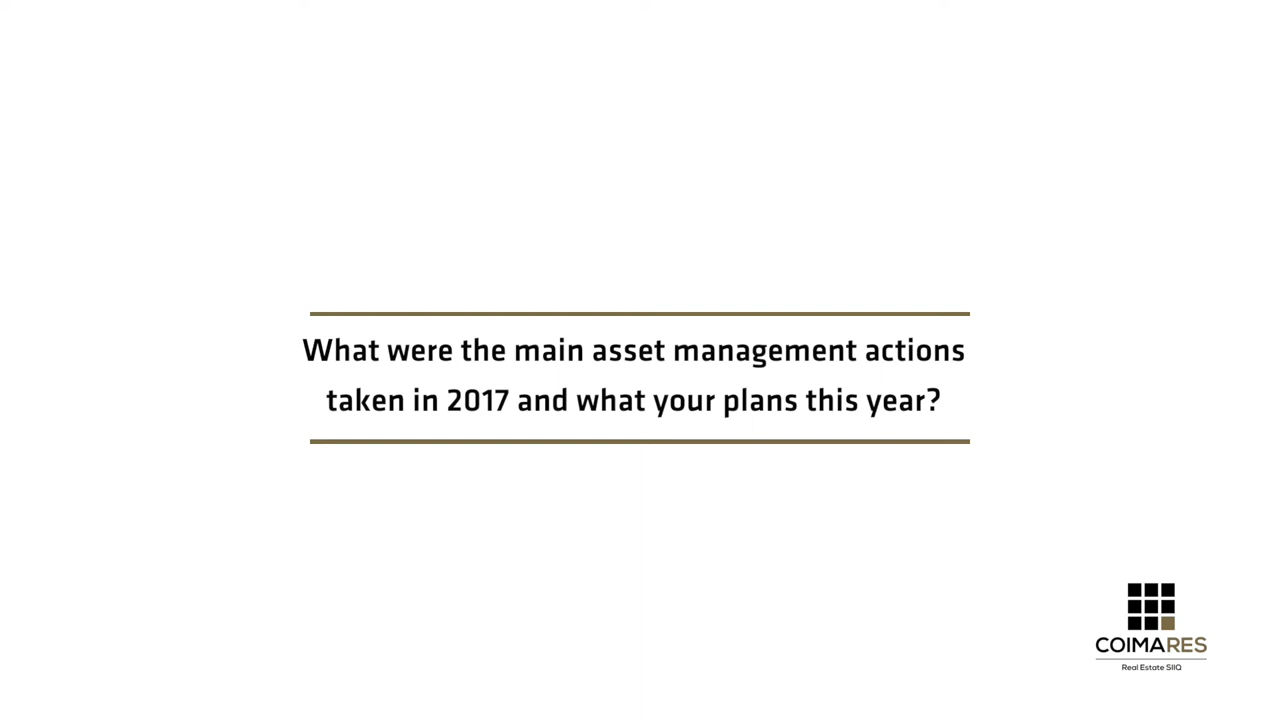 What were the main asset management actions
taken in 2017 and what your plans this year?
COIMARES
Real Estate SIIQ